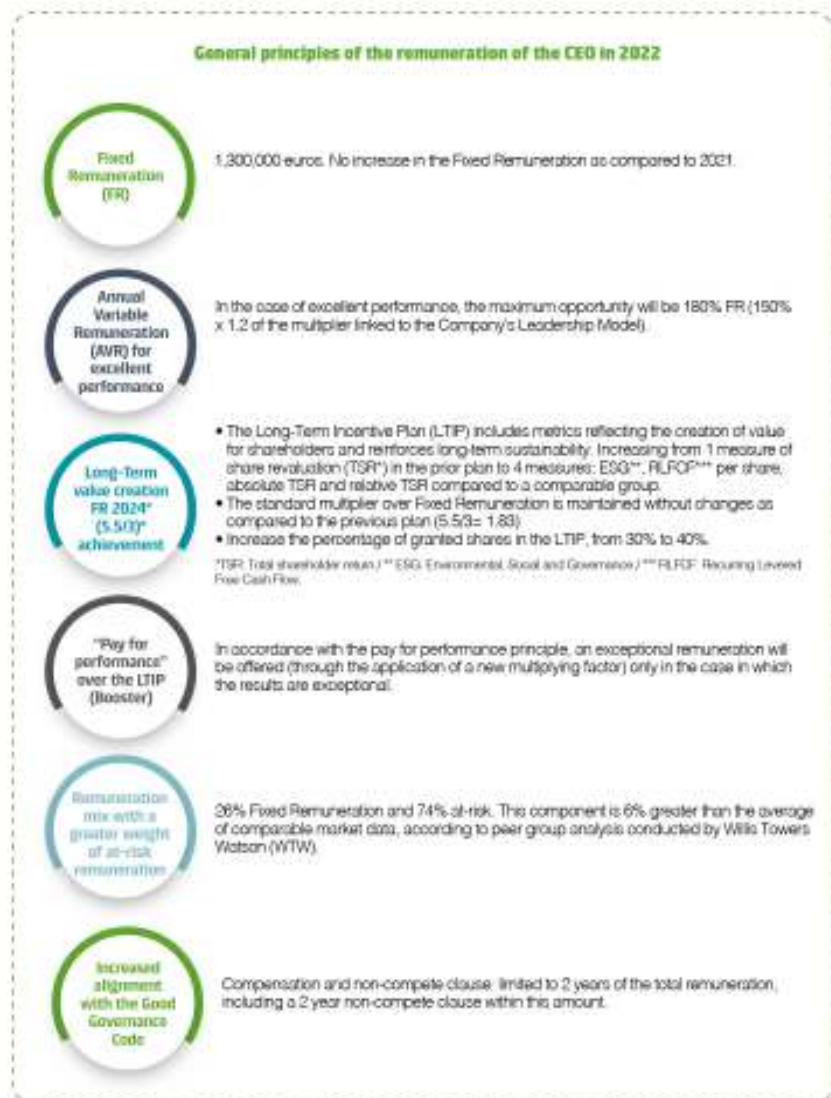 General principles of the remuneration of the CEO in 2022
Fixed
Remuneration
(FR)
1,300,000 euros. No increase in the Fixed Remuneration as compared to 2021.
Annual
Variable
Remuneration
(AVR) for
excellent
performance
In the case of excellent performance, the maximum opportunity will be 180% FR (150%
x 1.2 of the multiplier linked to the Company's Leadership Model).
Long-Term
value creation
FR 2024*
(5.5/3)*
achievement
• The Long-Term Incentive Plan (LTIP) includes metrics reflecting the creation of value
for shareholders and reinforces long-term sustainability. Increasing from 1 measure of
share revaluation (TSR*) in the prior plan to 4 measures: ESG**, RLFCF*** per share,
absolute TSR and relative TSR compared to a comparable group.
• The standard multiplier over Fixed Remuneration is maintained without changes as
compared to the previous plan (5.5/3= 1.83)
• Increase the percentage of granted shares in the LTIP, from 30% to 40%.
*TSR: Total shareholder return / ** ESG: Environmental, Social and Governance / *** RLFCF: Recurring Levered
Free Cash Flow.
"Pay for
performance"
over the LTIP
(Booster)
In accordance with the pay for performance principle, an exceptional remuneration will
be offered (through the application of a new multiplying factor) only in the case in which
the results are exceptional.
Remuneration
mix with a
greater weight
of at-risk
remuneration
26% Fixed Remuneration and 74% at-risk. This component is 6% greater than the average
of comparable market data, according to peer group analysis conducted by Willis Towers
Watson (WTW).
Increased
alignment
with the Good
Governance
Code
Compensation and non-compete clause: limited to 2 years of the total remuneration,
including a 2 year non-compete clause within this amount.